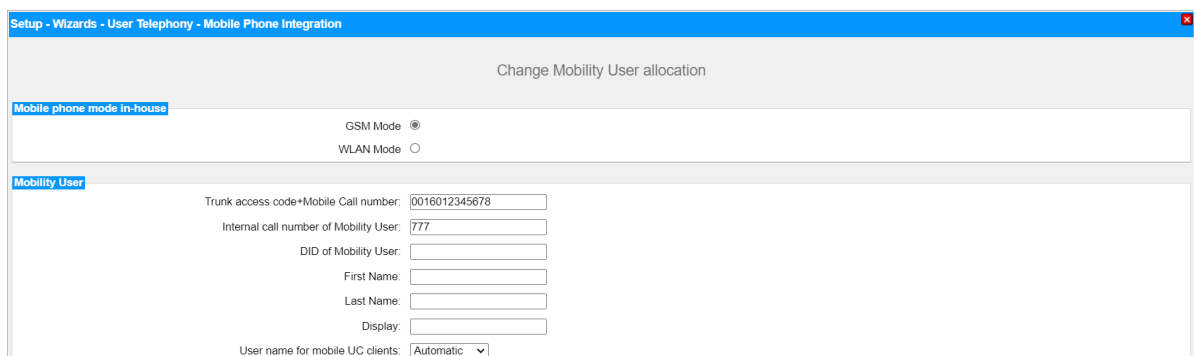 Setup - Wizards - User Telephony - Mobile Phone Integration
Change Mobility User allocation
Mobile phone mode in-house
GSM Mode
WLAN Mode
Mobility User
Trunk access code+Mobile Call number: 0016012345678
Internal call number of Mobility User: 777
DID of Mobility User:
First Name:
Last Name:
Display:
User name for mobile UC clients: Automatic